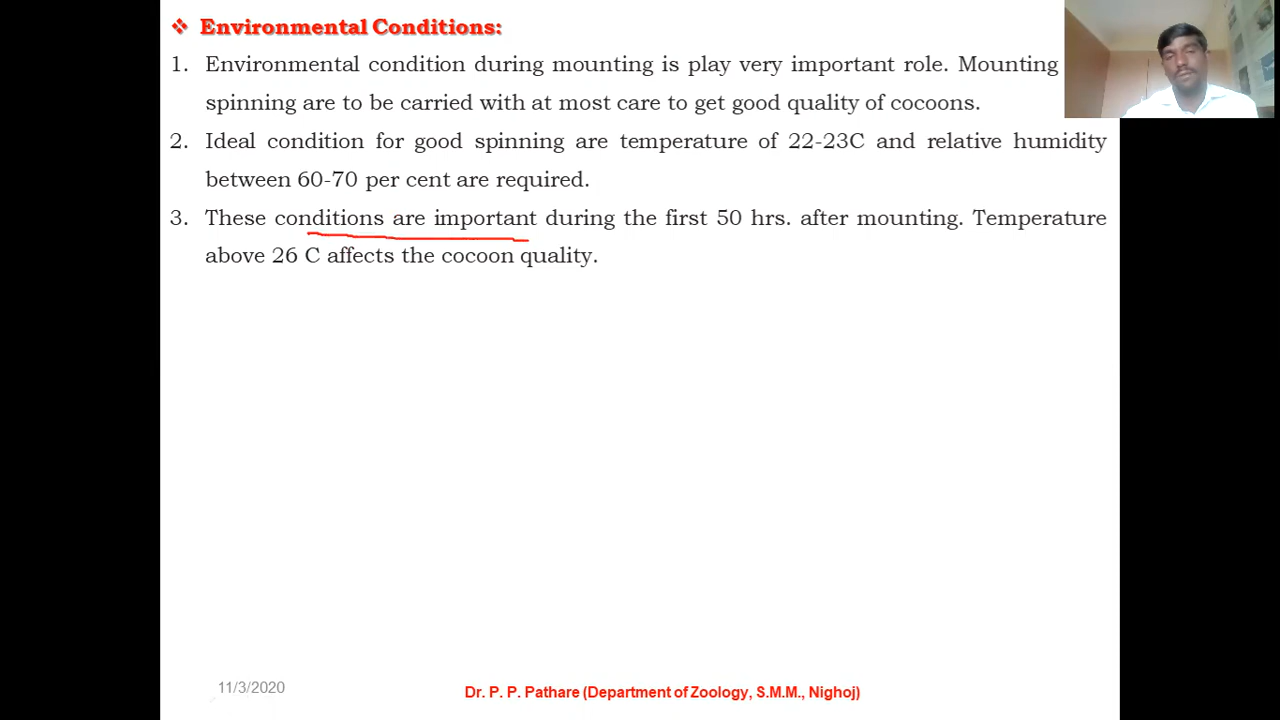 ❖ Environmental Conditions:
1. Environmental condition during mounting is play very important role. Mounting
spinning are to be carried with at most care to get good quality of cocoons.
2. Ideal condition for good spinning are temperature of 22-23C and relative humidity
between 60-70 per cent are required.
3. These conditions are important during the first 50 hrs. after mounting. Temperature
above 26 C affects the cocoon quality.
11/3/2020
Dr. P. P. Pathare (Department of Zoology, S.M.M., Nighoj)